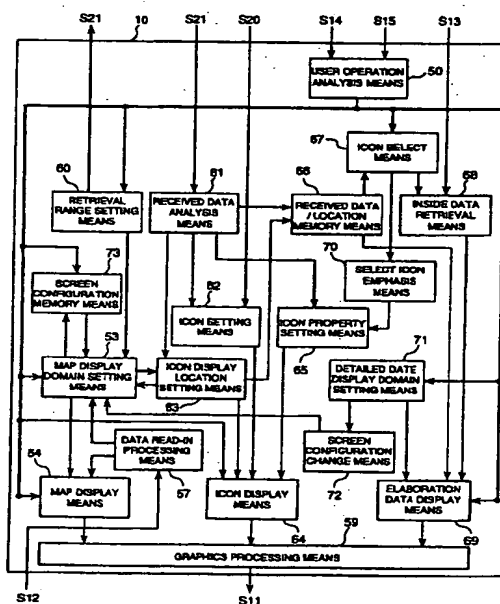 S21
10
S21
S20
S14
S15
S13
USER OPERATION
ANALYSIS MEANS
50
67
ICON SELECT
MEANS
68
60
61
66
RETRIEVAL
RANGE SETTING
MEANS
RECEIVED DATA
ANALYSIS
MEANS
RECEIVED DATA
/ LOCATION
MEMORY MEANS
INSIDE DATA
RETRIEVAL
MEANS
73
70
SCREEN
CONFIGURATION
MEMORY MEANS
62
SELECT ICON
EMPHASIS
MEANS
ICON SETTING
MEANS
ICON PROPERTY
SETTING MEANS
53
65
71
MAP DISPLAY
DOMAIN SETTING
MEANS
ICON DISPLAY
LOCATION
SETTING MEANS
DETAILED DATE
DISPLAY DOMAIN
SETTING MEANS
63
54
DATA READ-IN
PROCESSING
MEANS
SCREEN
CONFIGURATION
CHANGE MEANS
MAP DISPLAY
MEANS
57
ICON DISPLAY
MEANS
72
ELABORATION
DATA DISPLAY
MEANS
64
59
69
GRAPHICS PROCESSING MEANS
S12
S11